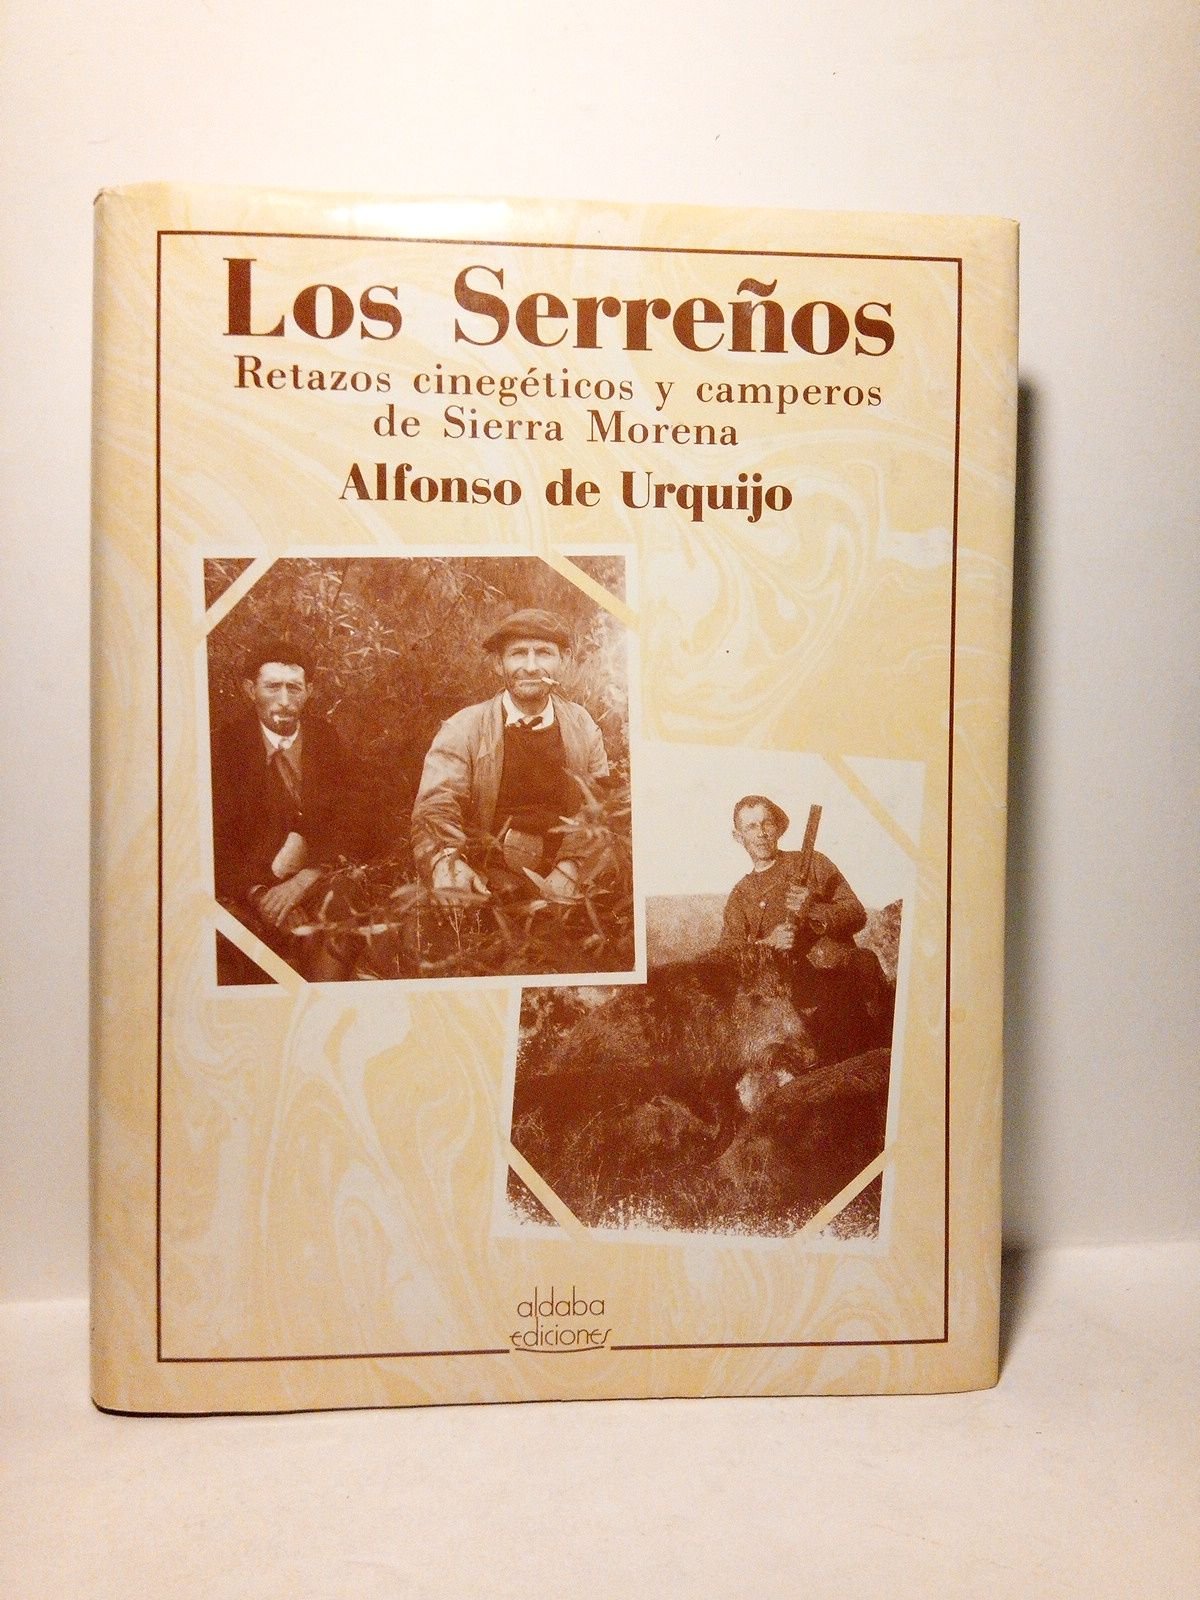 Los Serreños
Retazos cinegéticos y camperos
de Sierra Morena
Alfonso de Urquijo
aldaba
ediciones